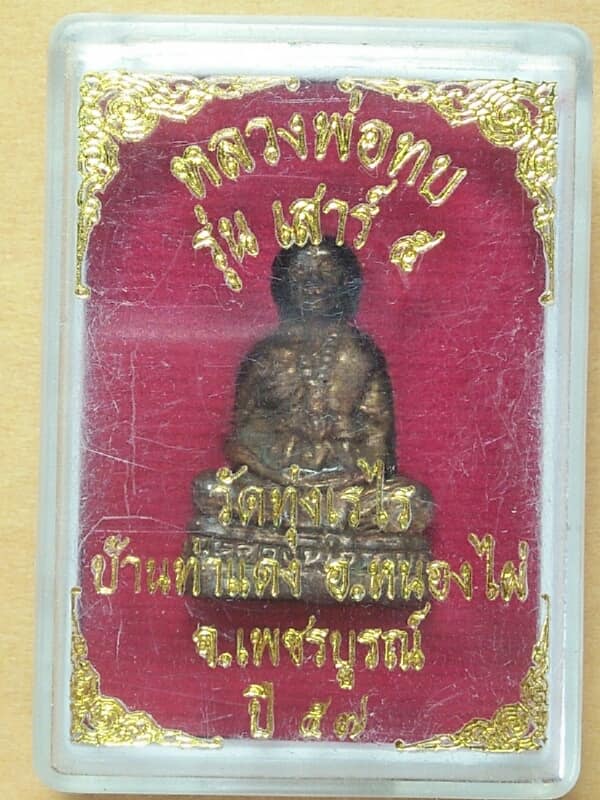 หลวงพ่อทบ
รุ่น เสาร์ ๕
วัดทุ่งเรไร
บ้านท่าแดง อ.หนองไผ่
จ.เพชรบูรณ์
ปี ๕๗